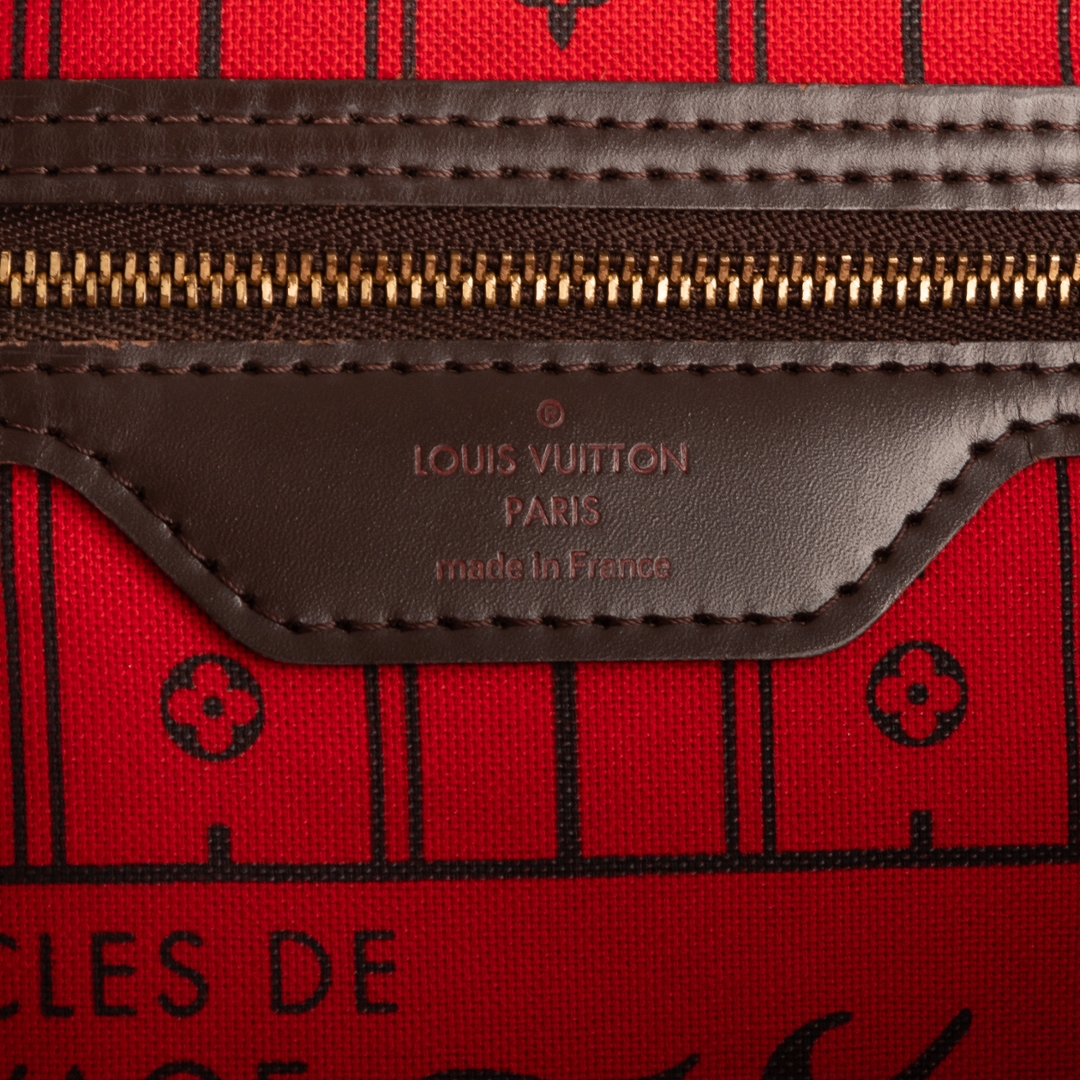 ®
LOUIS VUITTON
PARIS
made in France
CLES DE